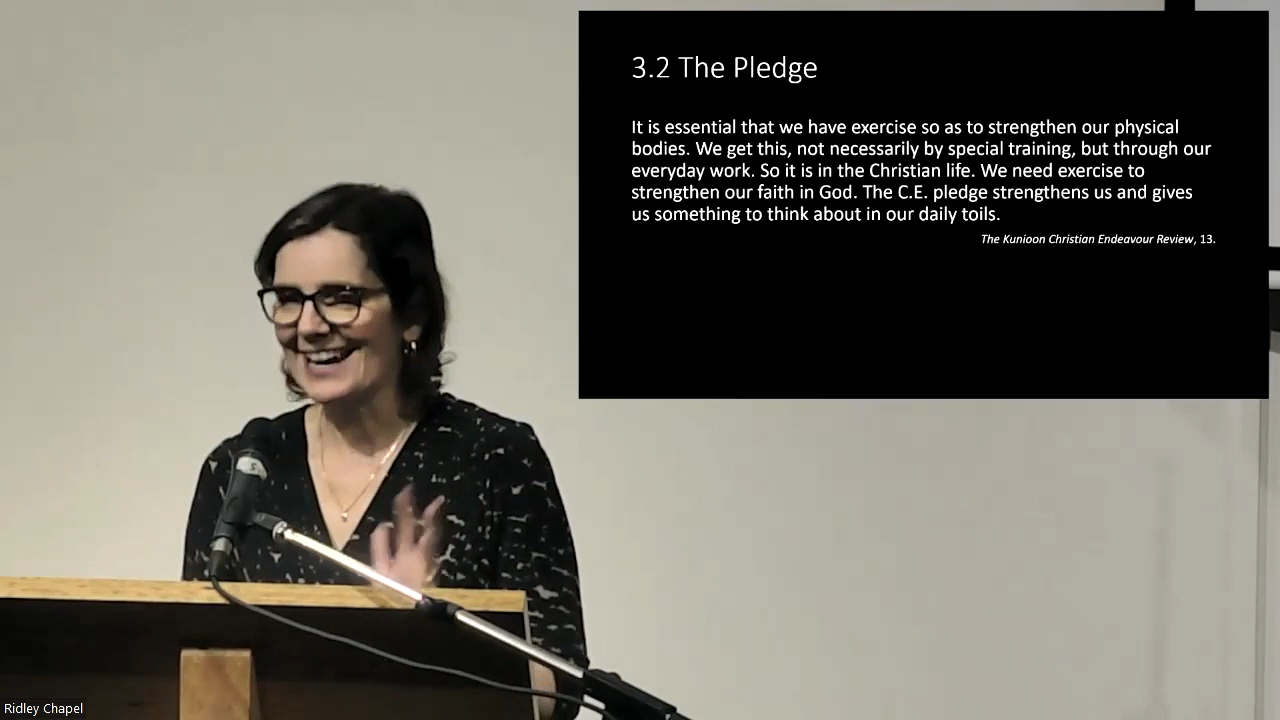 3.2 The Pledge
It is essential that we have exercise so as to strengthen our physical
bodies. We get this, not necessarily by special training, but through our
everyday work. So it is in the Christian life. We need exercise to
strengthen our faith in God. The C.E. pledge strengthens us and gives
us something to think about in our daily toils.
The Kunioon Christian Endeavour Review, 13.
Ridley Chapel